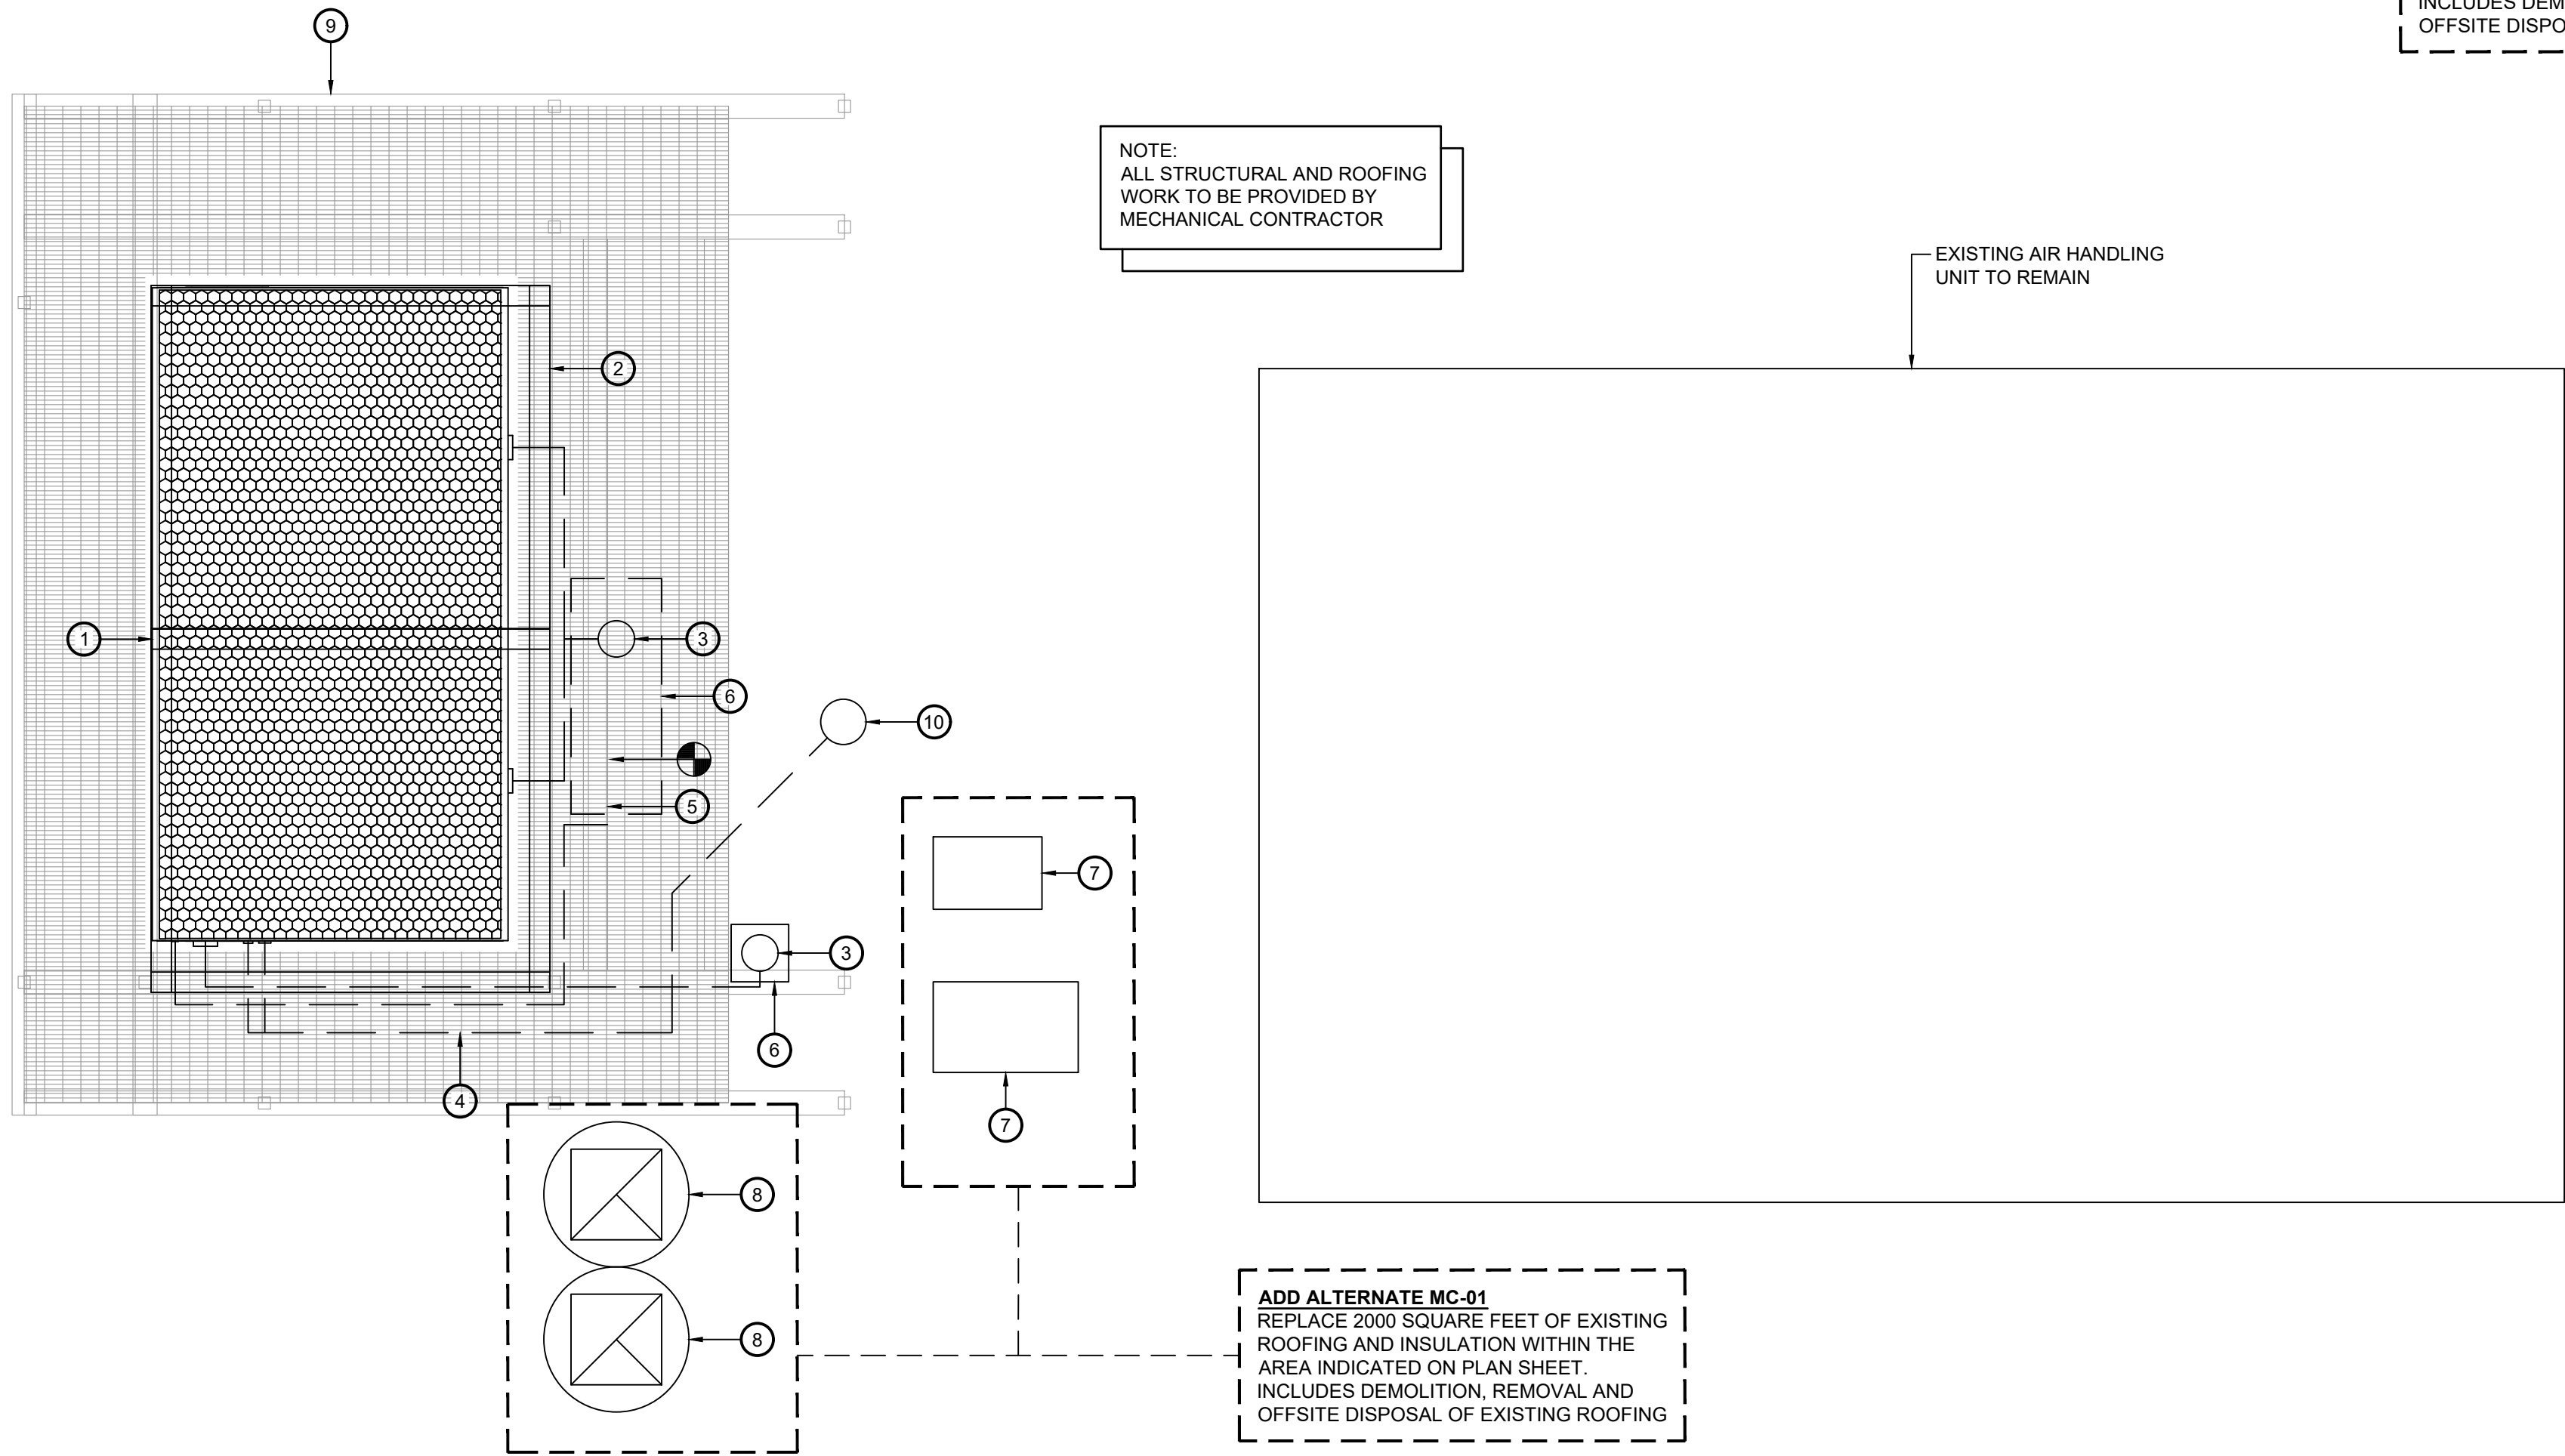 INCLUDES DEM
OFFSITE DISPO
9
NOTE:
ALL STRUCTURAL AND ROOFING
WORK TO BE PROVIDED BY
MECHANICAL CONTRACTOR
EXISTING AIR HANDLING
UNIT TO REMAIN
2
1
3
6
10
5
7
3
6
4
7
8
8
ADD ALTERNATE MC-01
REPLACE 2000 SQUARE FEET OF EXISTING
ROOFING AND INSULATION WITHIN THE
AREA INDICATED ON PLAN SHEET.
INCLUDES DEMOLITION, REMOVAL AND
OFFSITE DISPOSAL OF EXISTING ROOFING